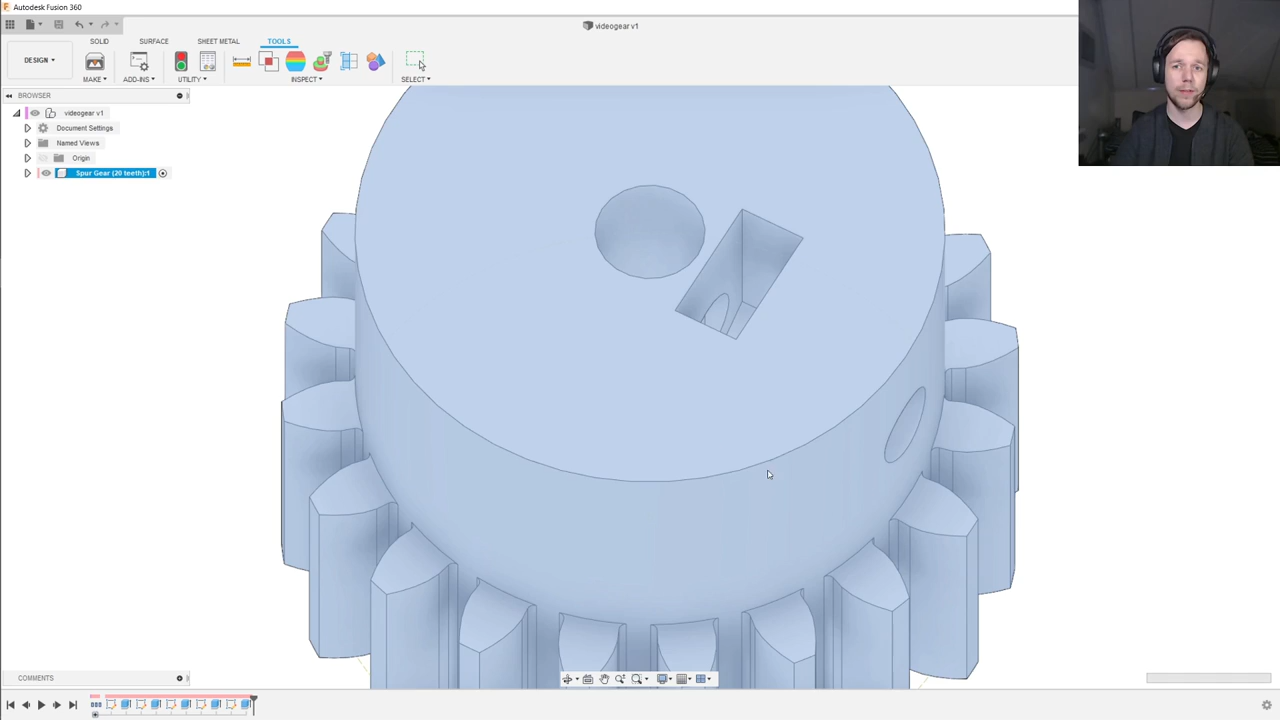 Autodesk Fusion 360
videogear v1
SOLID SURFACE SHEET METAL TOOLS
DESIGN
MAKE ADD-INS UTILITY INSPECT SELECT
BROWSER
videogear v1
Document Settings
Named Views
Origin
Spur Gear (20 teeth):1
COMMENTS